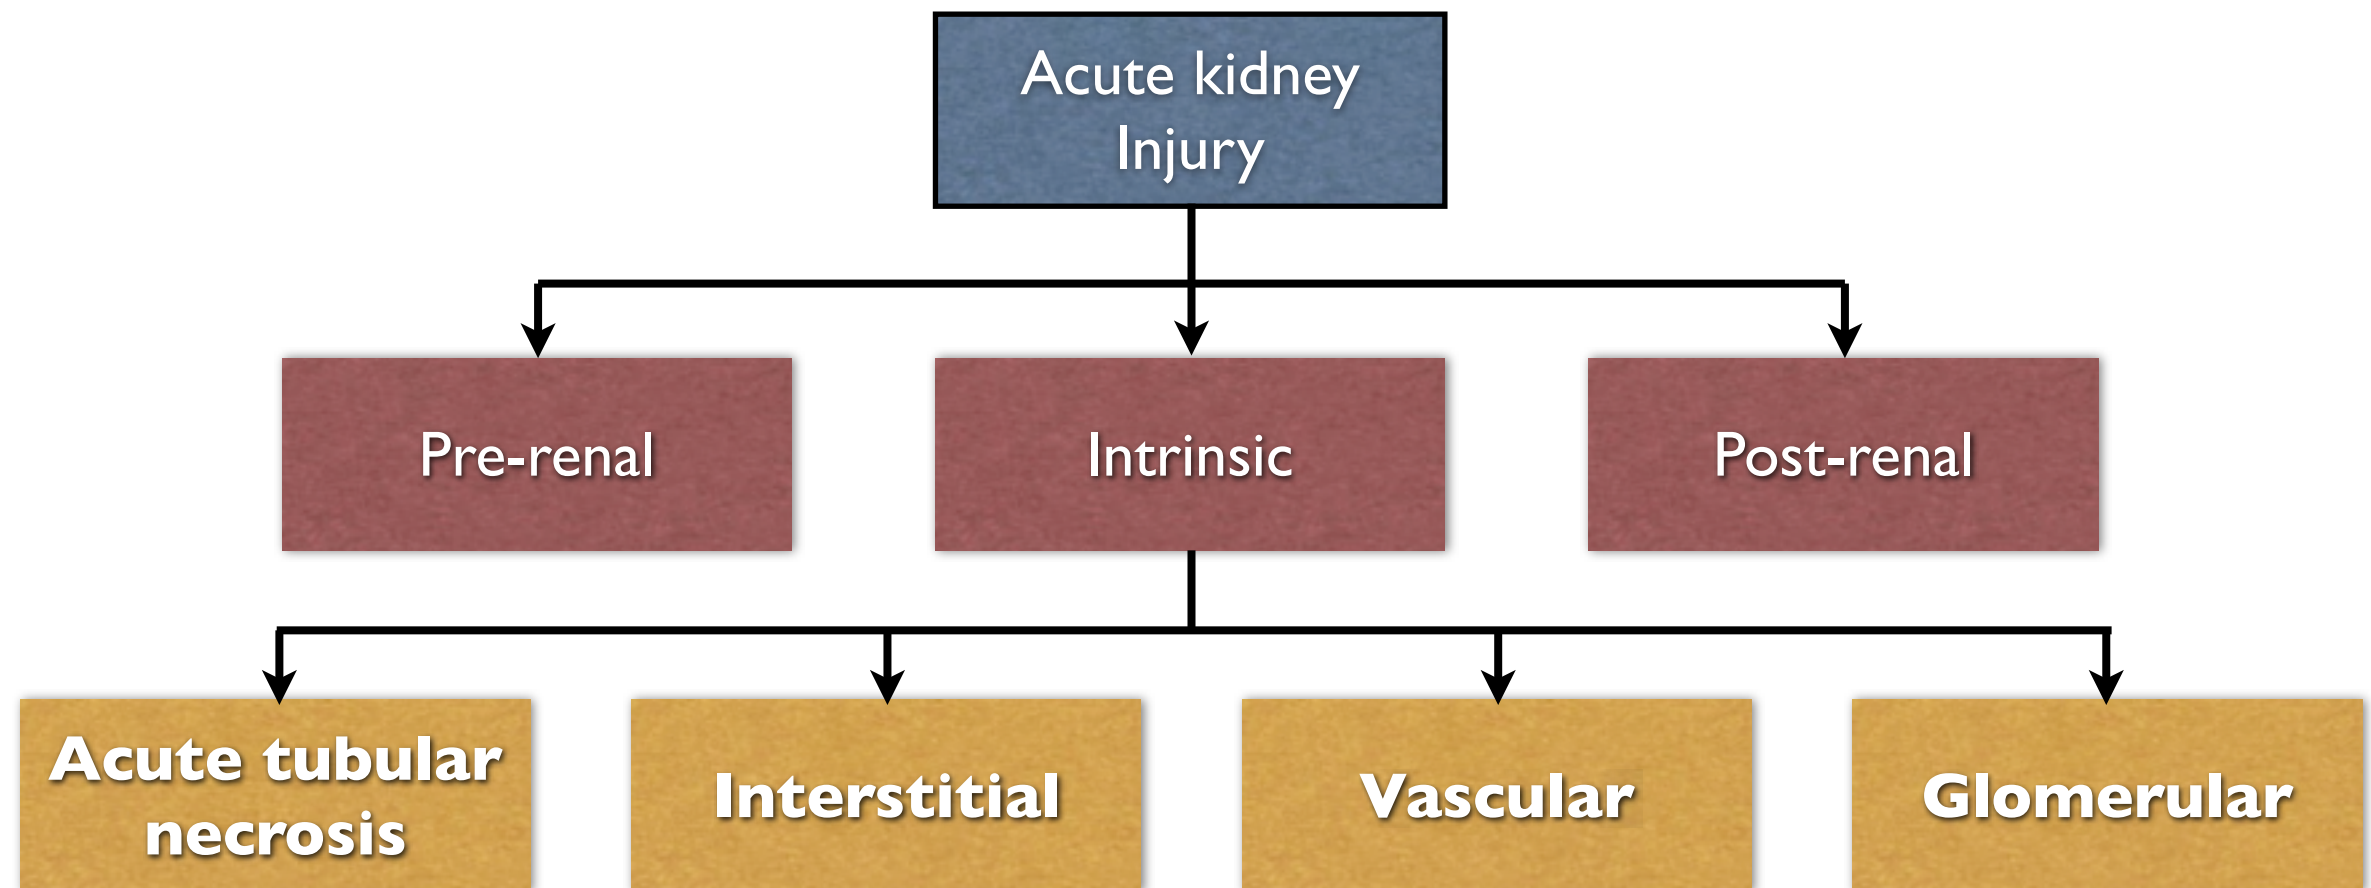 Acute kidney
Injury
Pre-renal
Intrinsic
Post-renal
Acute tubular
necrosis
Interstitial
Vascular
Glomerular